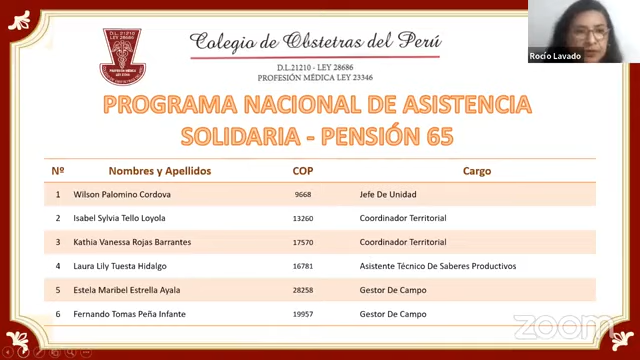 D.L. 21210
LEY 28686
Colegio de Obstetras del Perú
D.L.21210 - LEY 28686
PROFESIÓN MÉDICA LEY 23346
Rocío Lavado
PROGRAMA NACIONAL DE ASISTENCIA
SOLIDARIA - PENSIÓN 65
Nº Nombres y Apellidos COP Cargo
1 Wilson Palomino Cordova 9668 Jefe De Unidad
2 Isabel Sylvia Tello Loyola 13260 Coordinador Territorial
3 Kathia Vanessa Rojas Barrantes 17570 Coordinador Territorial
4 Laura Lily Tuesta Hidalgo 16781 Asistente Técnico De Saberes Productivos
5 Estela Maribel Estrella Ayala 28258 Gestor De Campo
6 Fernando Tomas Peña Infante 19957 Gestor De Campo
zoom